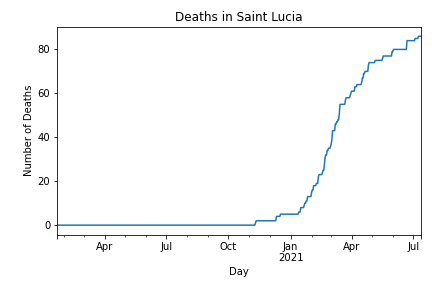 Deaths in Saint Lucia
Number of Deaths
80
60
40
20
0
Apr Jul Oct Jan Apr Jul
2021
Day